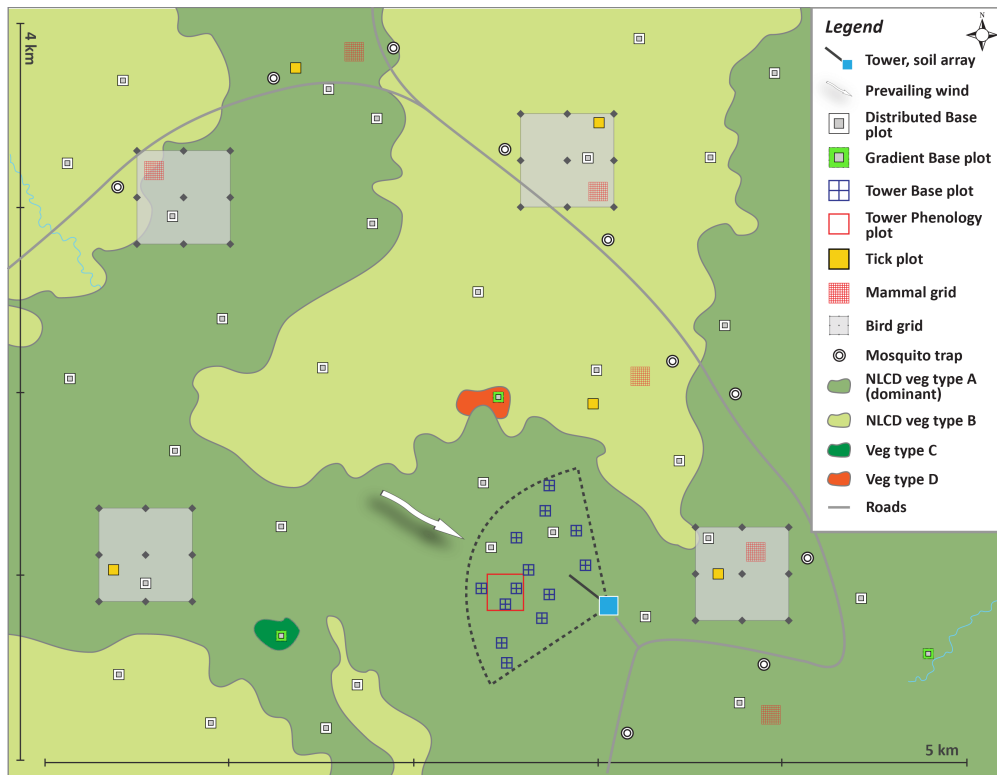 4 km
Legend
N
Tower, soil array
Prevailing wind
Distributed Base
plot
Gradient Base plot
Tower Base plot
Tower Phenology
plot
Tick plot
Mammal grid
Bird grid
Mosquito trap
NLCD veg type A
(dominant)
NLCD veg type B
Veg type C
Veg type D
Roads
5 km